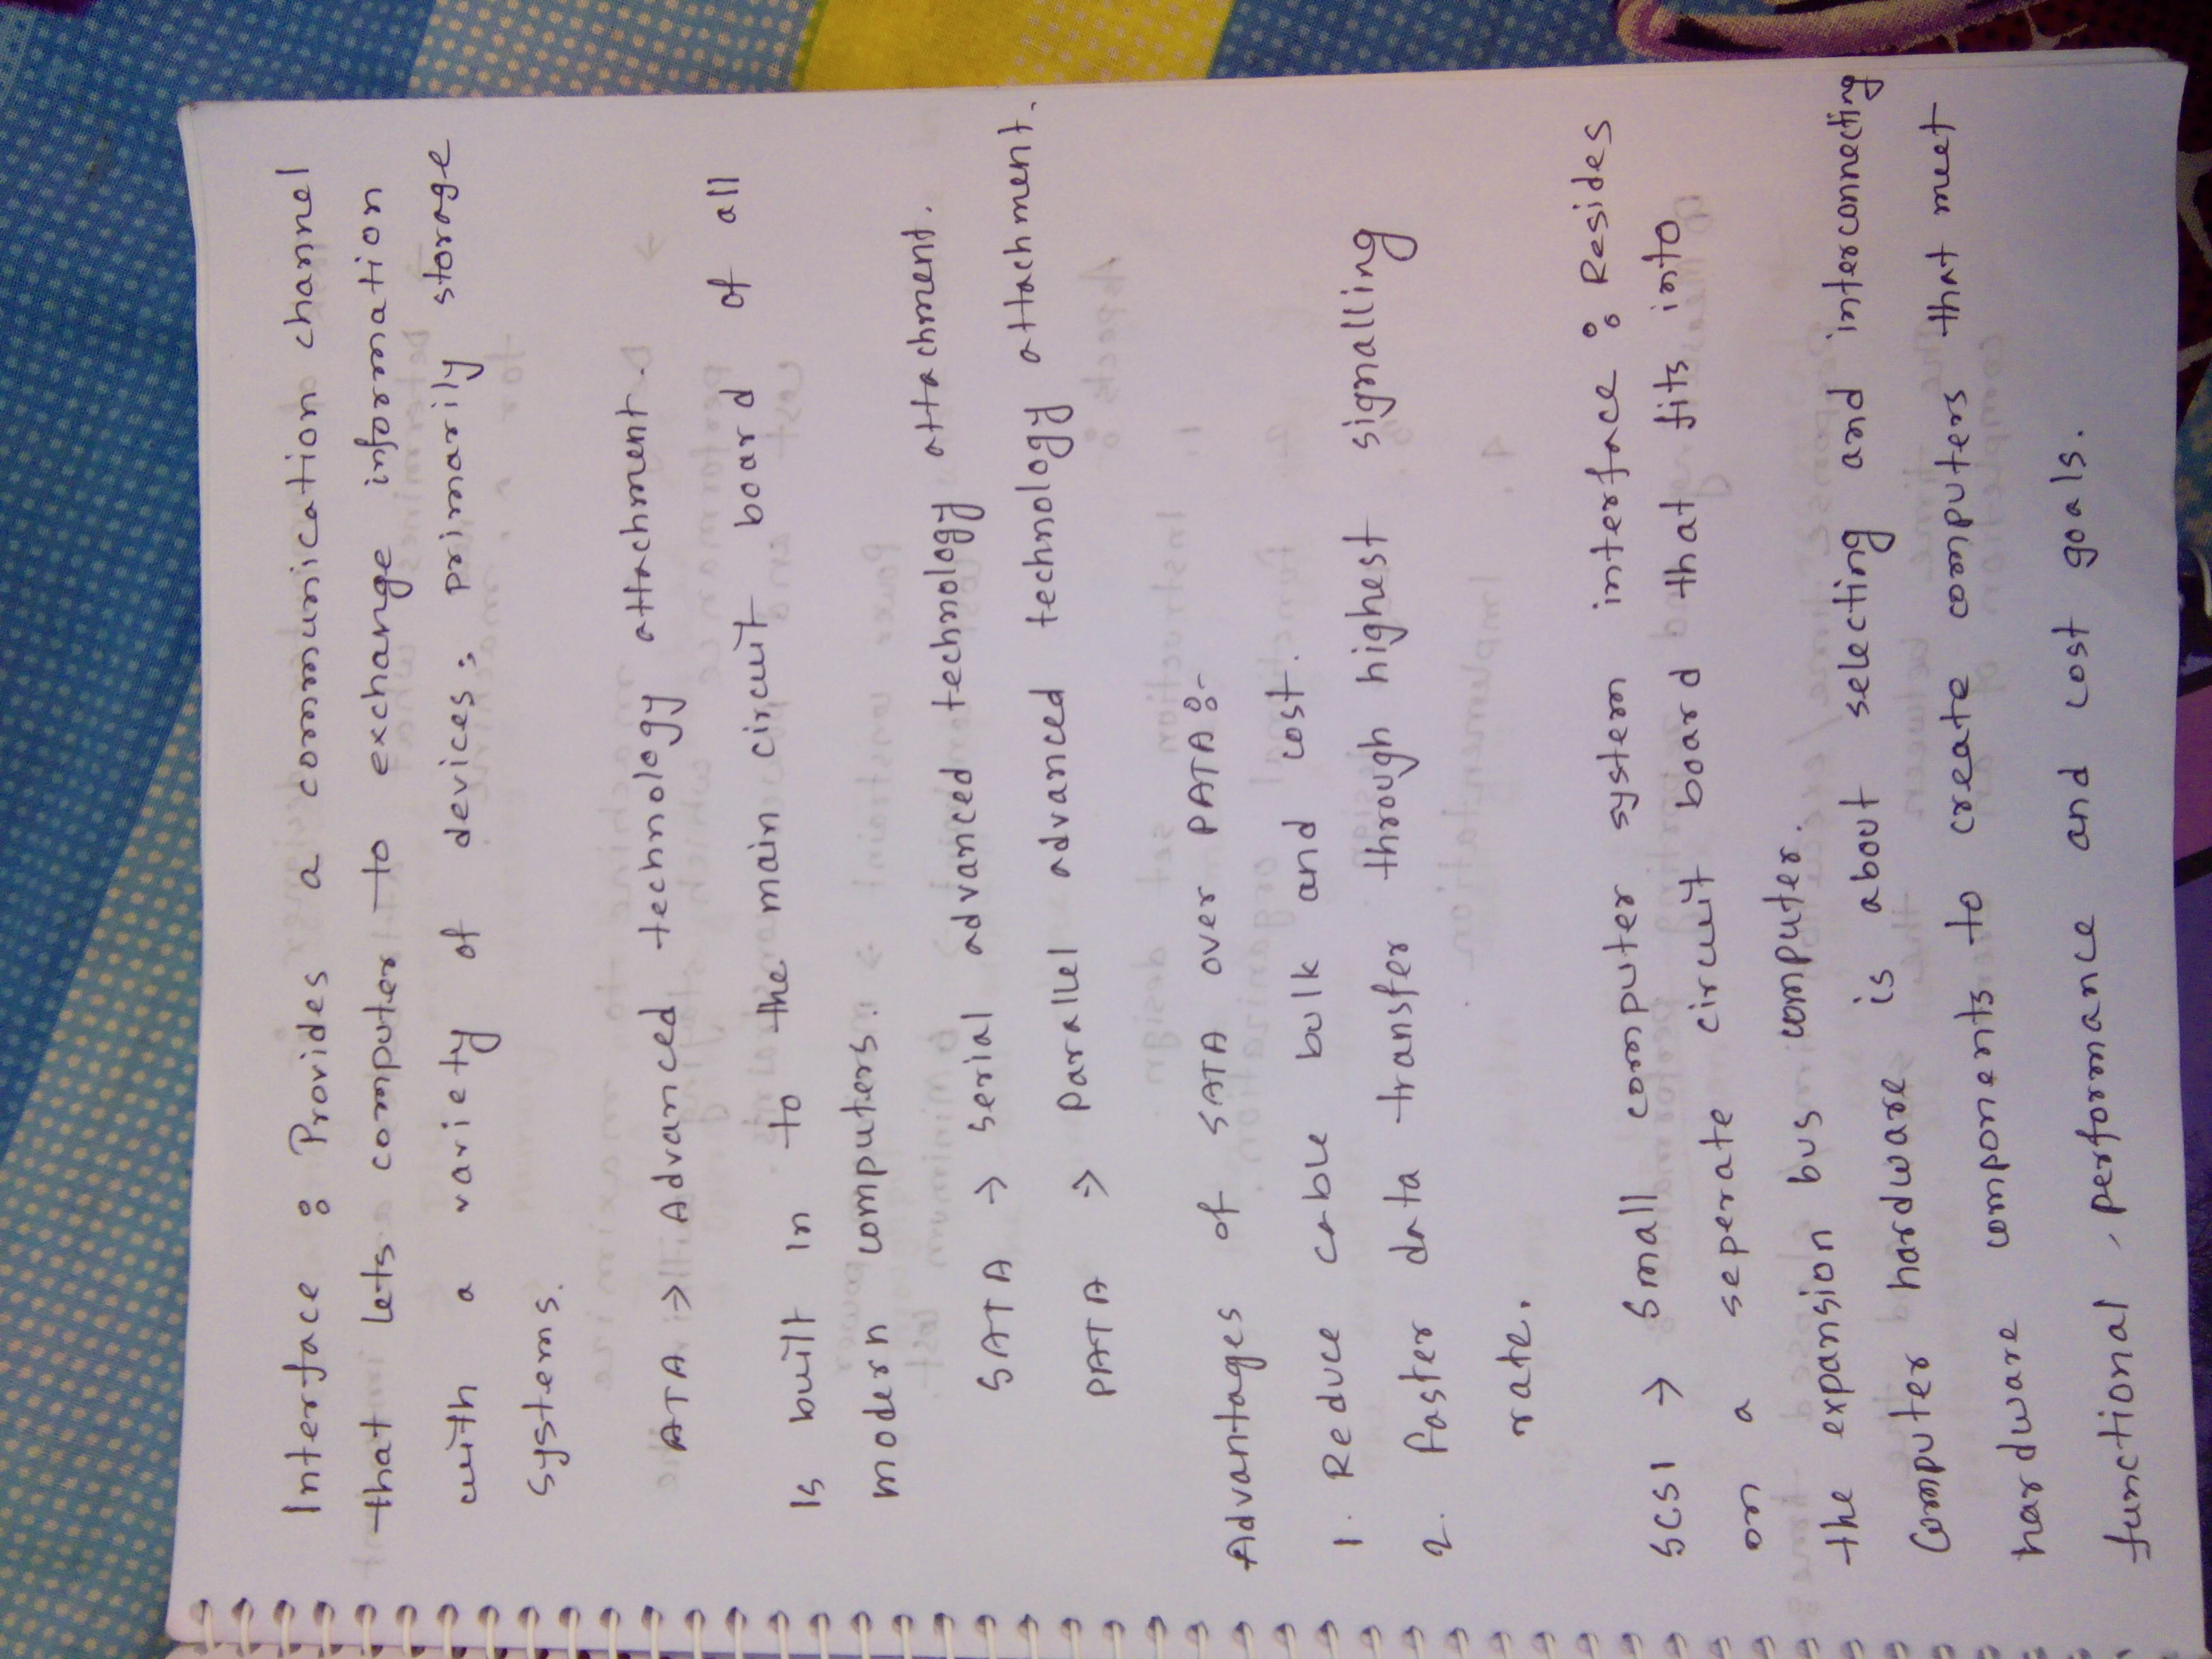 Interface : Provides a communication channel
that lets computer to exchange information
with a variety of devices; primarily storage
systems.
ATA → Advanced technology attachment.
Is built in to the main circuit board of all
modern computers.
SATA → Serial advanced technology attachment.
PATA → Parallel advanced technology attachment.
Advantages of SATA over PATA :-
1. Reduce cable bulk and cost.
2. Faster data transfer through highest signalling
rate.
SCSI → Small computer system interface : Resides
on a seperate circuit board that fits into
the expansion bus computer.
Computer hardware is about selecting and interconnecting
hardware components to create computers that meet
functional, performance and cost goals.